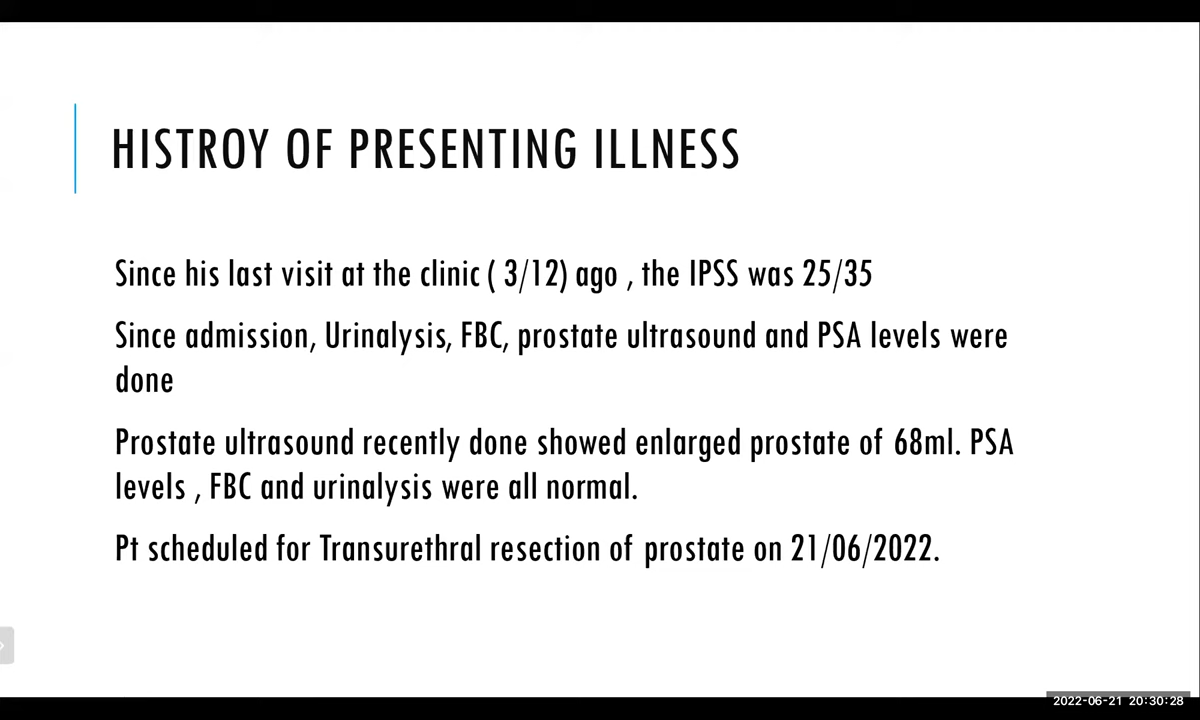 HISTROY OF PRESENTING ILLNESS
Since his last visit at the clinic ( 3/12) ago , the IPSS was 25/35
Since admission, Urinalysis, FBC, prostate ultrasound and PSA levels were
done
Prostate ultrasound recently done showed enlarged prostate of 68ml. PSA
levels , FBC and urinalysis were all normal.
Pt scheduled for Transurethral resection of prostate on 21/06/2022.
2022-06-21 20:30:28